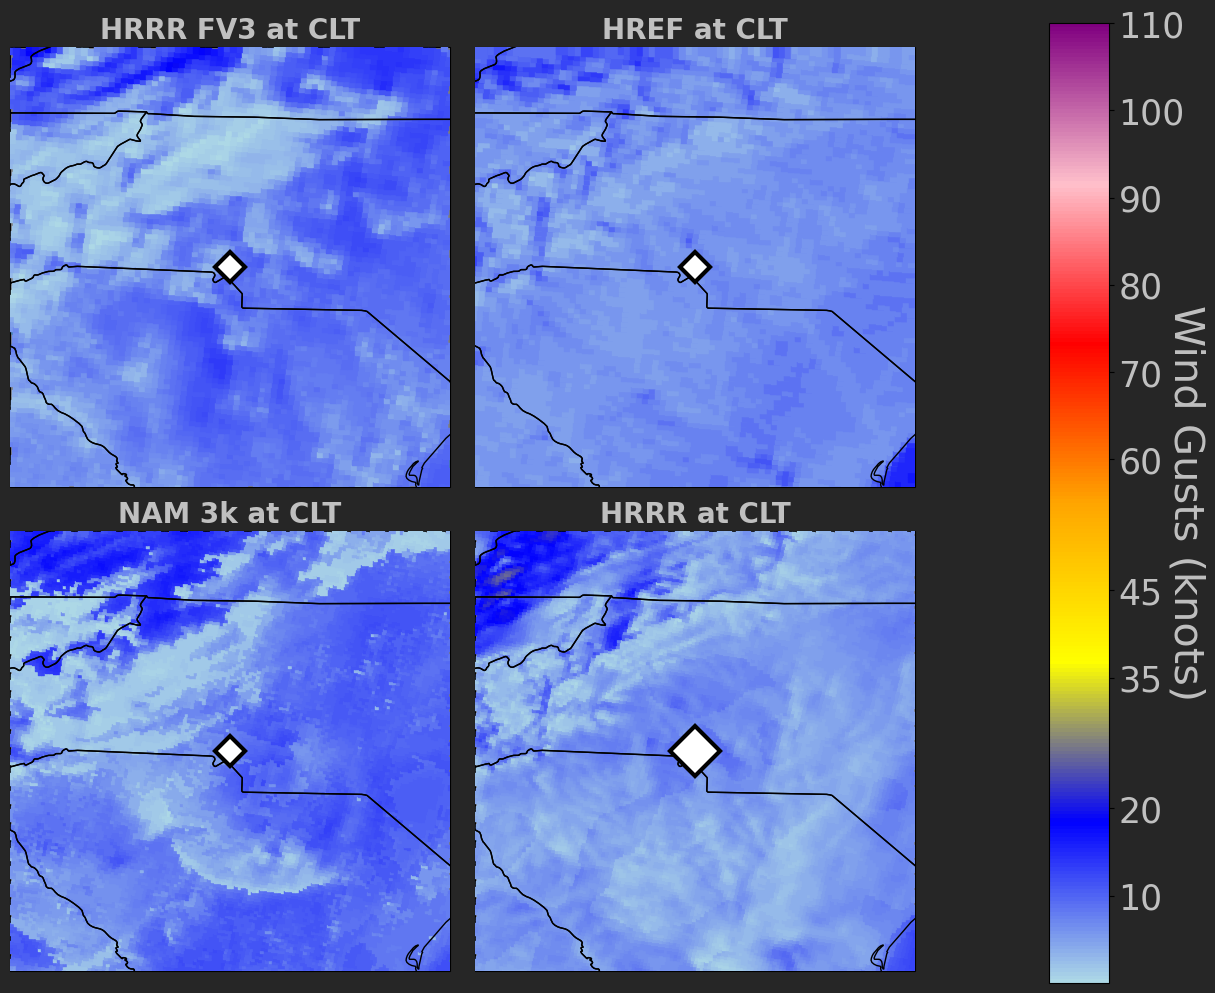 HRRR FV3 at CLT
HREF at CLT
NAM 3k at CLT
HRRR at CLT
110
100
90
80
70
60
45
35
20
10
Wind Gusts (knots)